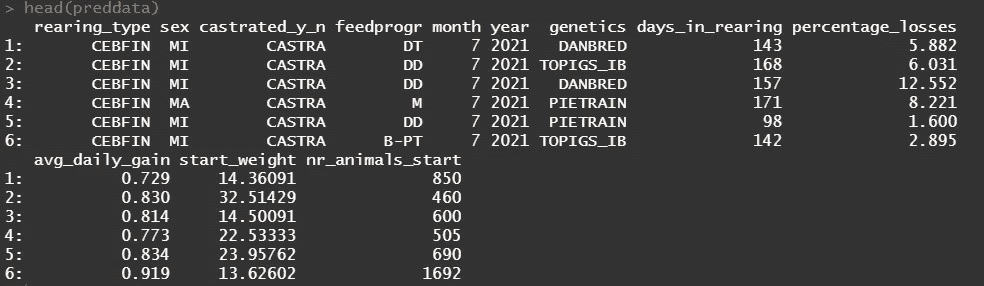 > head(preddata)
   rearing_type sex castrated_y_n feedprogr month year  genetics days_in_rearing percentage_losses
1:       CEBFIN  MI        CASTRA        DT     7 2021   DANBRED             143             5.882
2:       CEBFIN  MI        CASTRA        DD     7 2021 TOPIGS_IB             168             6.031
3:       CEBFIN  MI        CASTRA        DD     7 2021   DANBRED             157            12.552
4:       CEBFIN  MA        CASTRA         M     7 2021  PIETRAIN             171             8.221
5:       CEBFIN  MI        CASTRA        DD     7 2021  PIETRAIN              98             1.600
6:       CEBFIN  MI        CASTRA      B-PT     7 2021 TOPIGS_IB             142             2.895
   avg_daily_gain start_weight nr_animals_start
1:          0.729     14.36091              850
2:          0.830     32.51429              460
3:          0.814     14.50091              600
4:          0.773     22.53333              505
5:          0.834     23.95762              690
6:          0.919     13.62602             1692